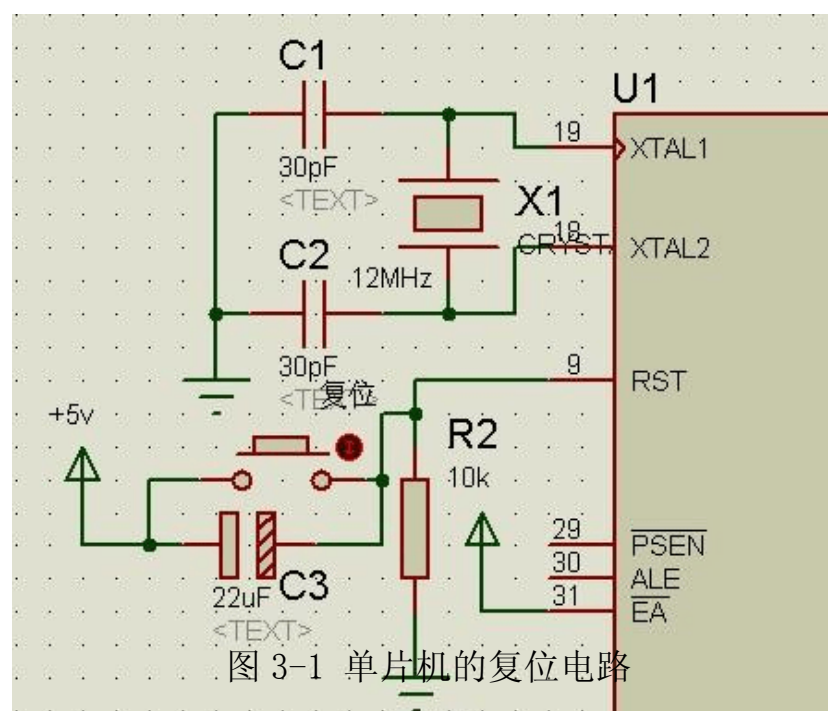 C1
U1
19
XTAL1
30pF
<TEXT>
X1
18
CRYST
XTAL2
C2
12MHz
30pF
<TEXT>
复位
9
RST
+5v
R2
10k
29
PSEN
30
ALE
31
EA
22uF
C3
<TEXT>
图 3-1 单片机的复位电路